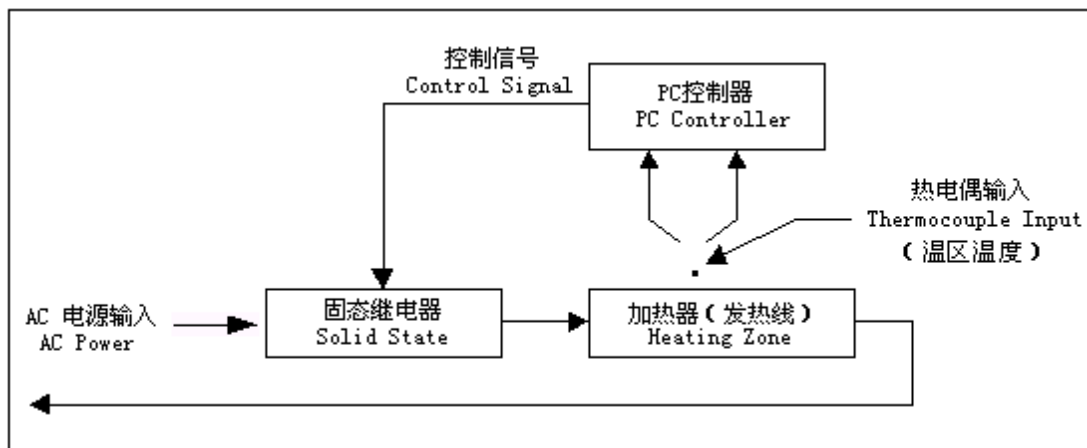 控制信号
Control Signal
PC控制器
PC Controller
热电偶输入
Thermocouple Input
(温区温度)
AC 电源输入
AC Power
固态继电器
Solid State
加热器(发热线)
Heating Zone